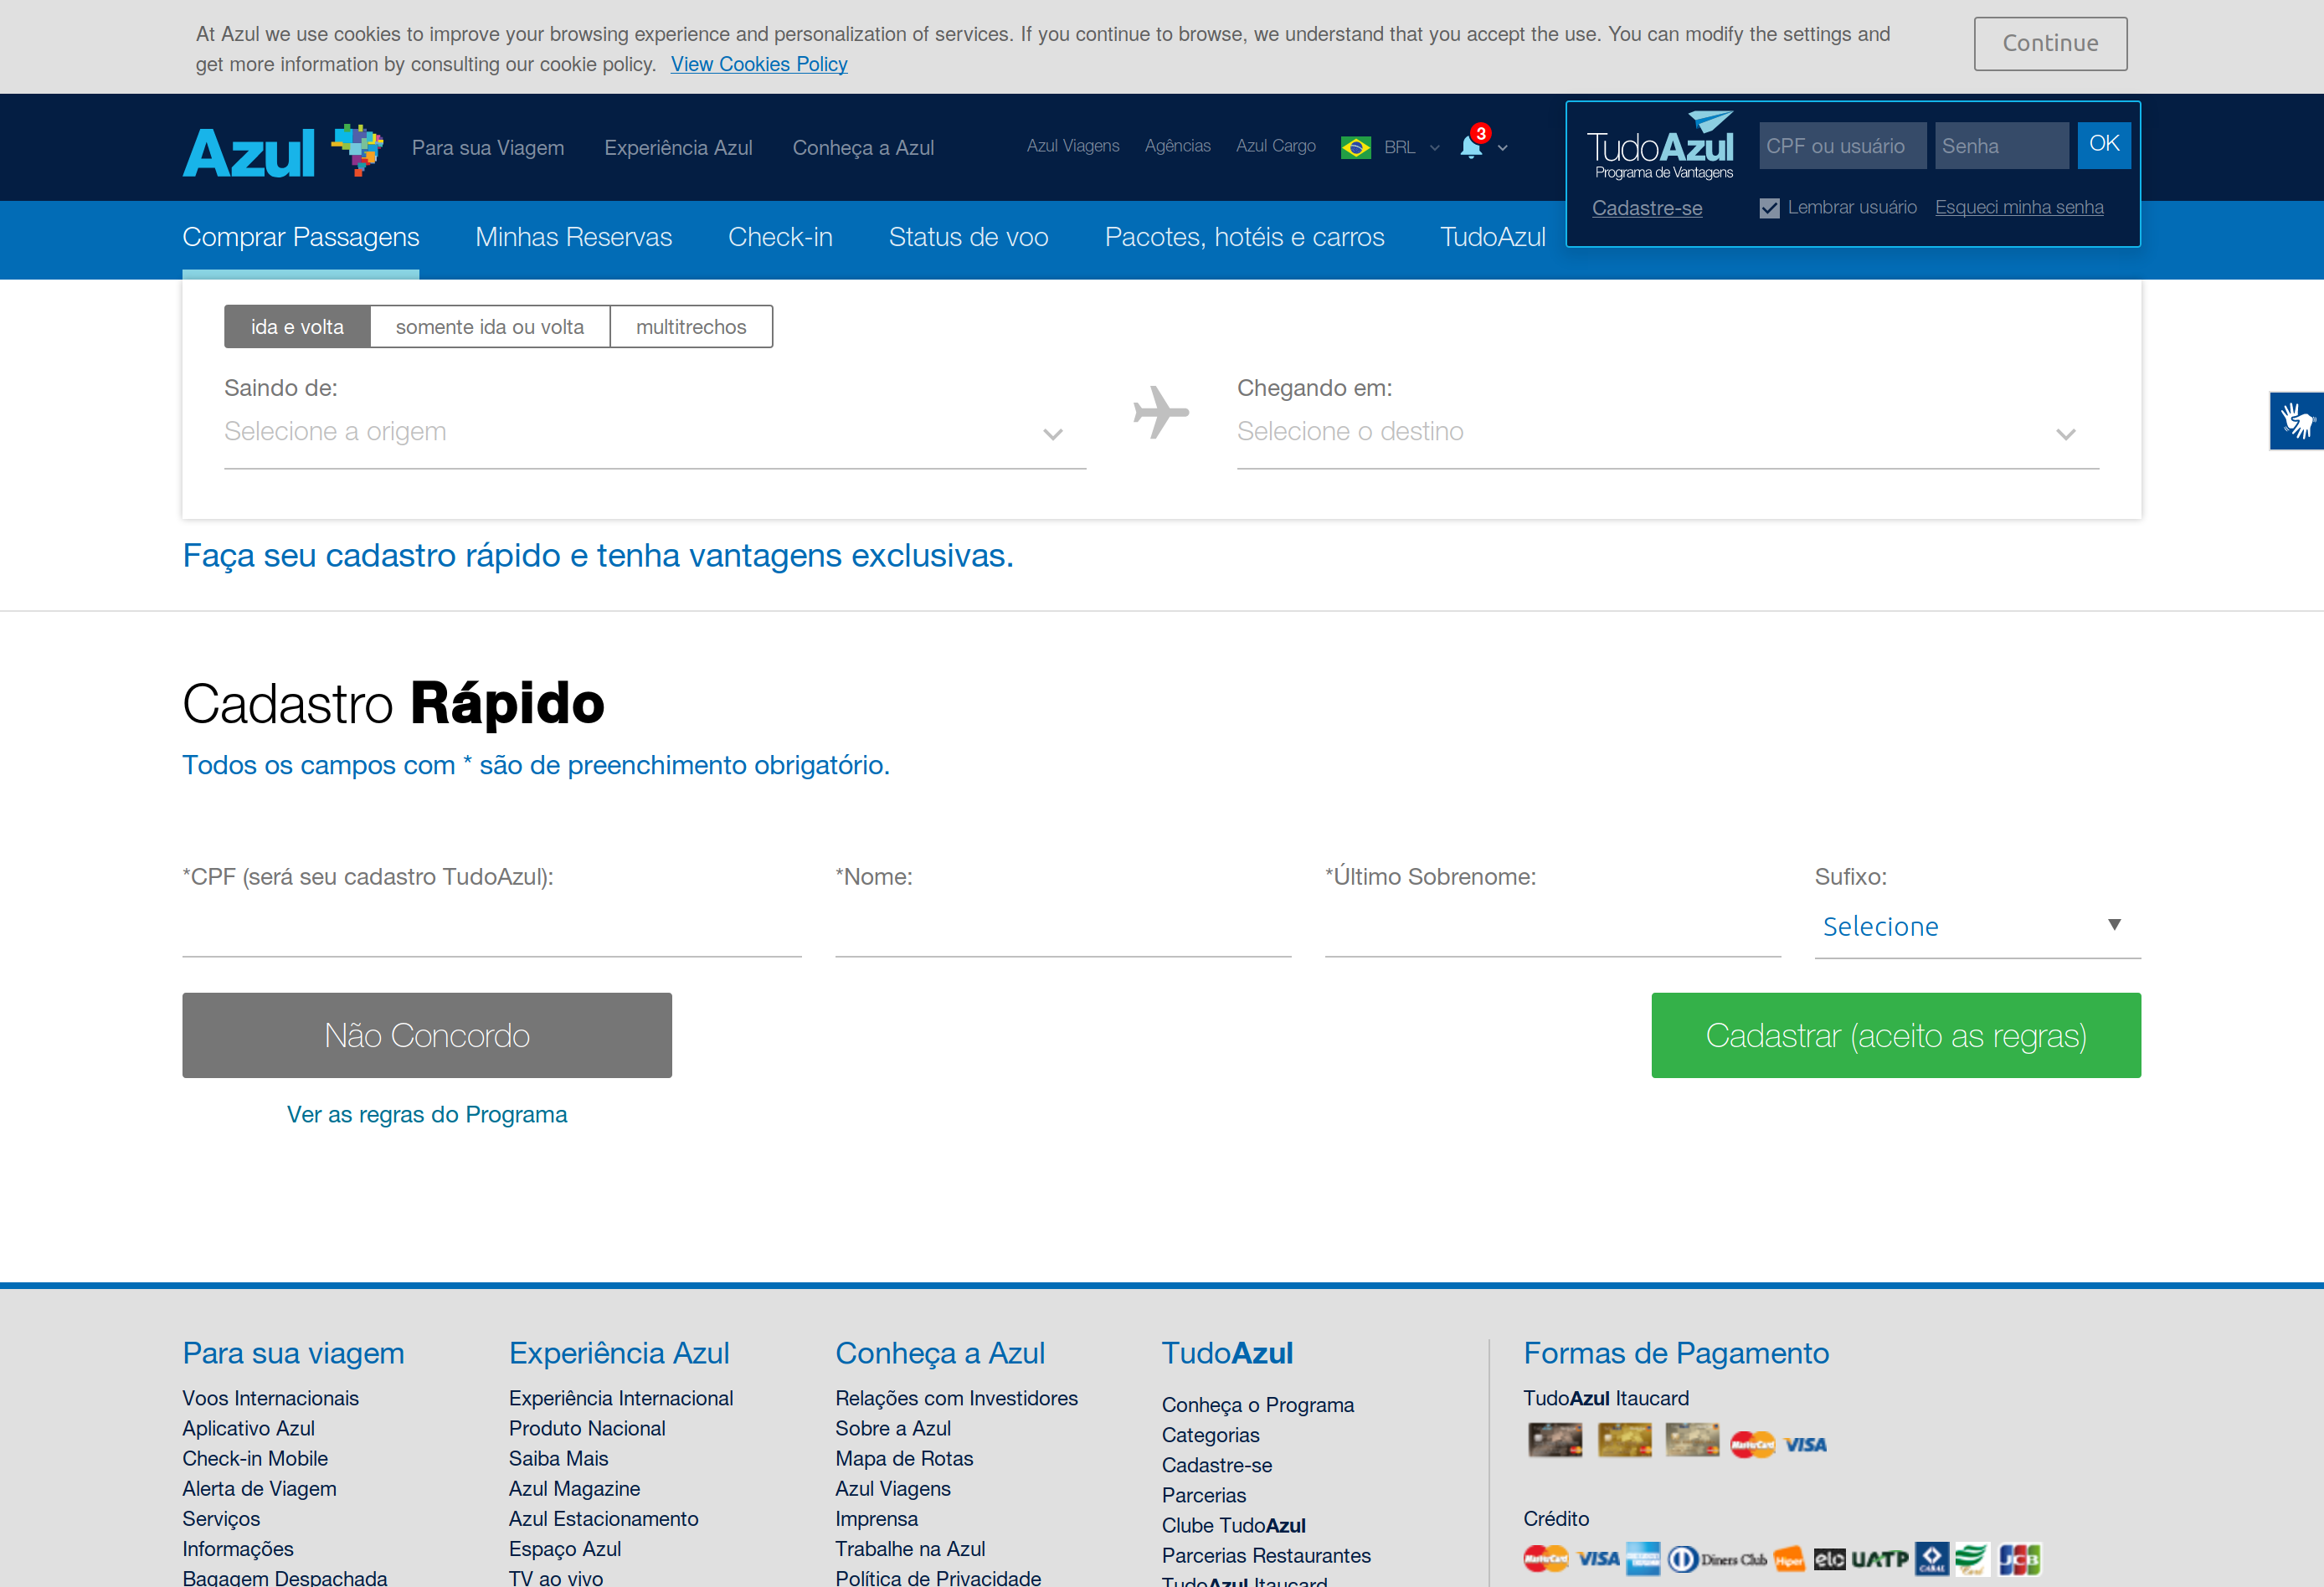 At Azul we use cookies to improve your browsing experience and personalization of services. If you continue to browse, we understand that you accept the use. You can modify the settings and
get more information by consulting our cookie policy. View Cookies Policy
Continue
Azul
Para sua Viagem
Experiência Azul
Conheça a Azul
Azul Viagens
Agências
Azul Cargo
BRL
3
TudoAzul
Programa de Vantagens
CPF ou usuário
Senha
OK
Cadastre-se
Lembrar usuário
Esqueci minha senha
Comprar Passagens
Minhas Reservas
Check-in
Status de voo
Pacotes, hotéis e carros
TudoAzul
ida e volta
somente ida ou volta
multitrechos
Saindo de:
Selecione a origem
Chegando em:
Selecione o destino
Faça seu cadastro rápido e tenha vantagens exclusivas.
Cadastro Rápido
Todos os campos com * são de preenchimento obrigatório.
*CPF (será seu cadastro TudoAzul):
*Nome:
*Último Sobrenome:
Sufixo:
Selecione
Não Concordo
Cadastrar (aceito as regras)
Ver as regras do Programa
Para sua viagem
Voos Internacionais
Aplicativo Azul
Check-in Mobile
Alerta de Viagem
Serviços
Informações
Bagagem Despachada
Experiência Azul
Experiência Internacional
Produto Nacional
Saiba Mais
Azul Magazine
Azul Estacionamento
Espaço Azul
TV ao vivo
Conheça a Azul
Relações com Investidores
Sobre a Azul
Mapa de Rotas
Azul Viagens
Imprensa
Trabalhe na Azul
Política de Privacidade
TudoAzul
Conheça o Programa
Categorias
Cadastre-se
Parcerias
Clube TudoAzul
Parcerias Restaurantes
TudoAzul Itaucard
Formas de Pagamento
TudoAzul Itaucard
MasterCard VISA
Crédito
MasterCard VISA Diners Club Hiper elo UATP CABAL JCB